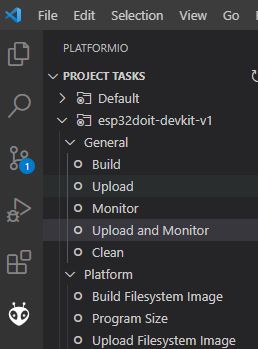 File Edit Selection View Go
PLATFORMIO
PROJECT TASKS
Default
esp32doit-devkit-v1
General
Build
Upload
Monitor
1
Upload and Monitor
Clean
Platform
Build Filesystem Image
Program Size
Upload Filesystem Image